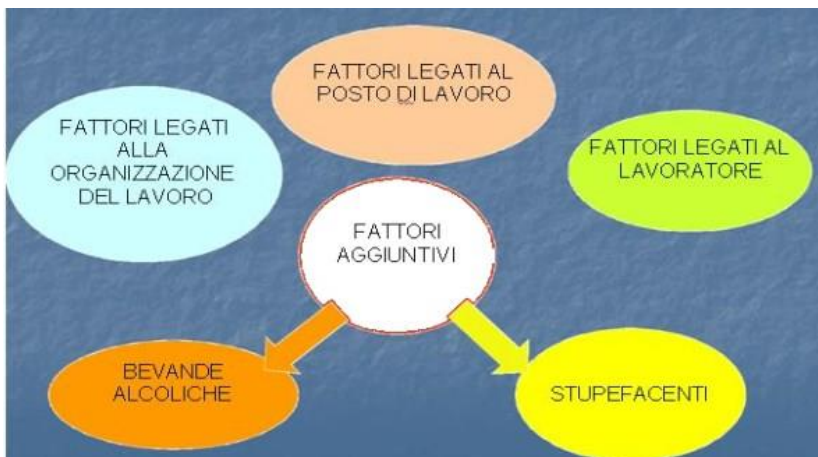 FATTORI LEGATI AL
POSTO DI LAVORO
FATTORI LEGATI
ALLA
ORGANIZZAZIONE
DEL LAVORO
FATTORI LEGATI AL
LAVORATORE
FATTORI
AGGIUNTIVI
BEVANDE
ALCOLICHE
STUPEFACENTI